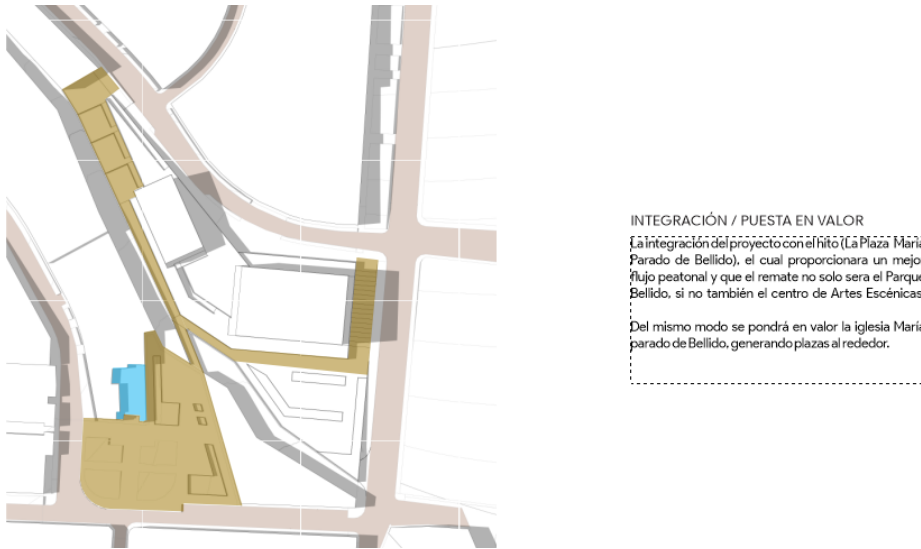 INTEGRACIÓN / PUESTA EN VALOR
La integración del proyecto con el hito (La Plaza María
Parado de Bellido), el cual proporcionara un mejo
flujo peatonal y que el remate no solo sera el Parque
Bellido, si no también el centro de Artes Escénicas
Del mismo modo se pondrá en valor la iglesia María
parado de Bellido, generando plazas al rededor.